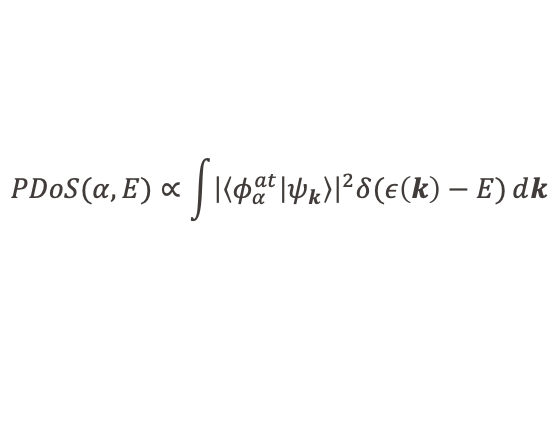 PDoS(α, E) ∝ ∫ |⟨ϕ_α^{at}|ψ_𝒌⟩|² δ(ϵ(𝒌) − E) d𝒌